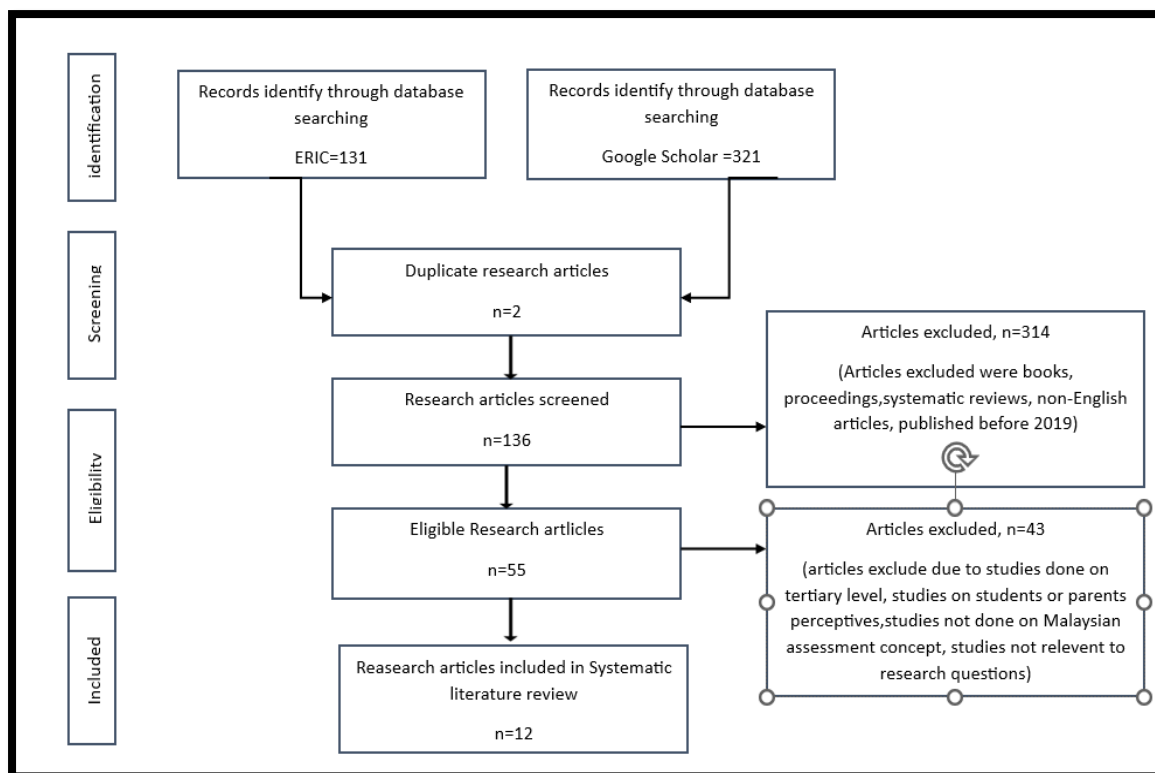 identification
Records identify through database
searching
ERIC=131
Records identify through database
searching
Google Scholar =321
Screening
Duplicate research articles
n=2
Articles excluded, n=314
(Articles excluded were books,
proceedings,systematic reviews, non-English
articles, published before 2019)
Research articles screened
n=136
Eligibility
Eligible Research artlicles
n=55
Articles excluded, n=43
(articles exclude due to studies done on
tertiary level, studies on students or parents
perceptives,studies not done on Malaysian
assessment concept, studies not relevent to
research questions)
Included
Reasearch articles included in Systematic
literature review
n=12